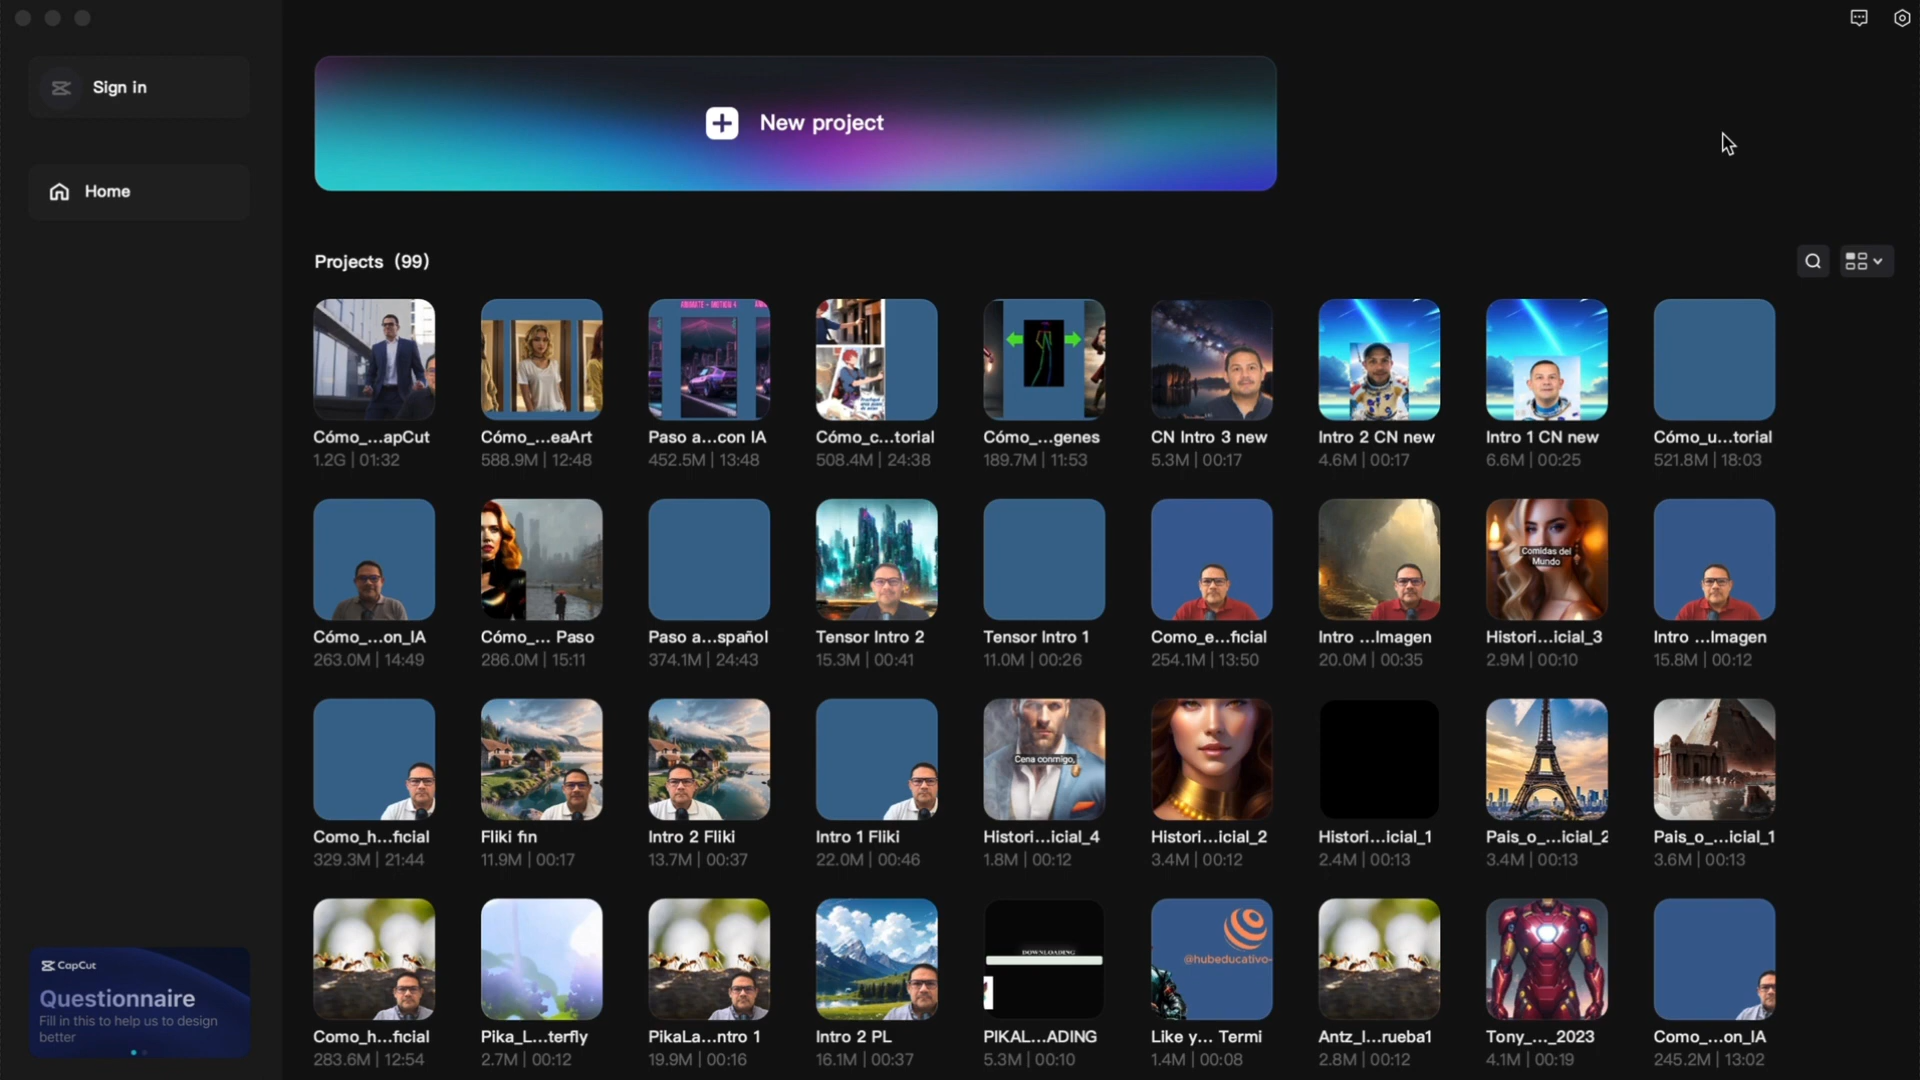 Sign in
New project
Home
Projects (99)
Cómo_...apCut
1.2G | 01:32
Cómo_...eaArt
588.9M | 12:48
Paso a...con IA
452.5M | 13:48
Cómo_c...torial
508.4M | 24:38
Cómo_...genes
189.7M | 11:53
CN Intro 3 new
5.3M | 00:17
Intro 2 CN new
4.6M | 00:17
Intro 1 CN new
6.6M | 00:25
Cómo_u...torial
521.8M | 18:03
Comidas del
Mundo
Cómo_...on_IA
263.0M | 14:49
Cómo_... Paso
286.0M | 15:11
Paso a...spañol
374.1M | 24:43
Tensor Intro 2
15.3M | 00:41
Tensor Intro 1
11.0M | 00:26
Como_e...ficial
254.1M | 13:50
Intro ...Imagen
20.0M | 00:35
Histori...icial_3
2.9M | 00:10
Intro ...Imagen
15.8M | 00:12
Cena conmigo,
Como_h...ficial
329.3M | 21:44
Fliki fin
11.9M | 00:17
Intro 2 Fliki
13.7M | 00:37
Intro 1 Fliki
22.0M | 00:46
Histori...icial_4
1.8M | 00:12
Histori...icial_2
3.4M | 00:12
Histori...icial_1
2.4M | 00:13
Pais_o_...icial_2
3.4M | 00:13
Pais_o_...icial_1
3.6M | 00:13
DOWNLOADING
@hubeducativo-
Como_h...ficial
283.6M | 12:54
Pika_L...terfly
2.7M | 00:12
PikaLa...ntro 1
19.9M | 00:16
Intro 2 PL
16.1M | 00:37
PIKAL...ADING
5.3M | 00:10
Like y... Termi
1.4M | 00:08
Antz_I...rueba1
2.8M | 00:12
Tony_..._2023
4.1M | 00:19
Como_...on_IA
245.2M | 13:02
CapCut
Questionnaire
Fill in this to help us to design
better